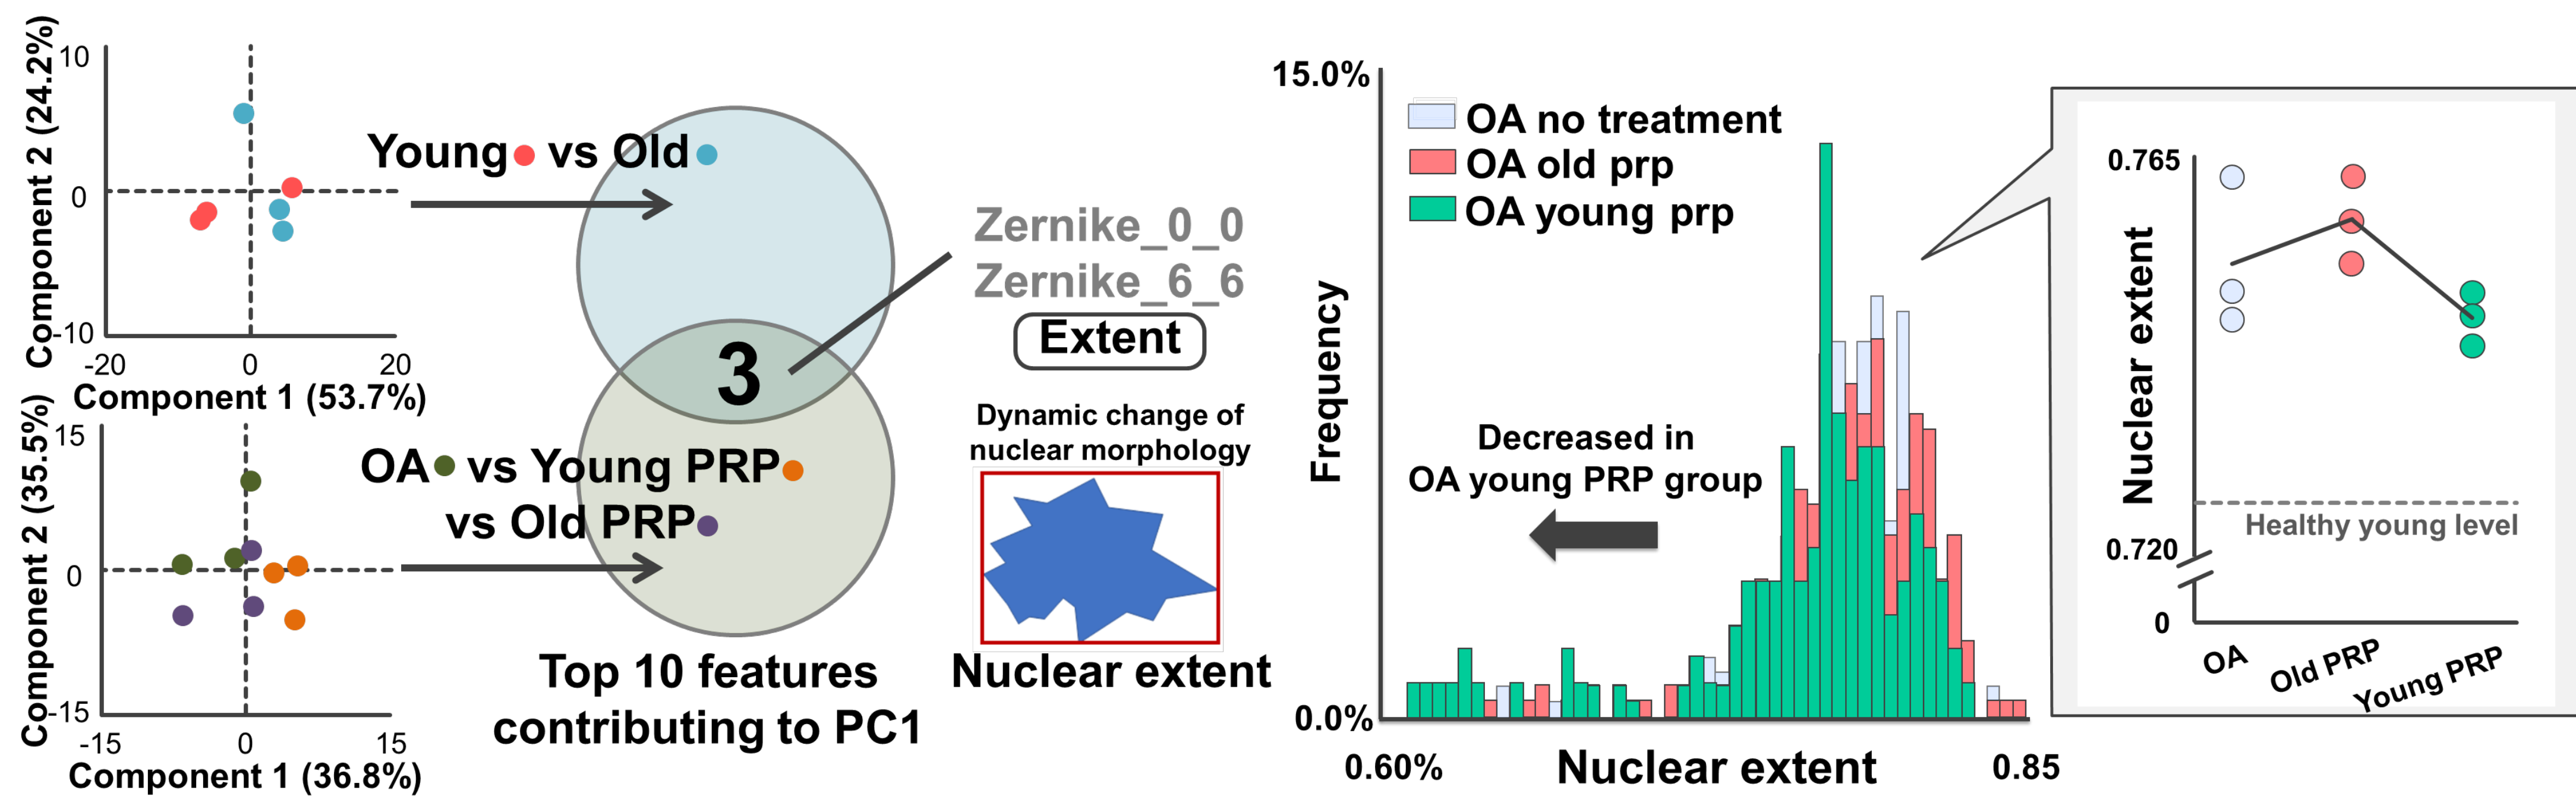 Component 2 (24.2%)
10
0
-10
-20
0
20
Component 1 (53.7%)
Young vs Old
Component 2 (35.5%)
15
0
-15
-15
0
15
Component 1 (36.8%)
OA vs Young PRP
vs Old PRP
3
Top 10 features
contributing to PC1
Zernike_0_0
Zernike_6_6
Extent
Dynamic change of
nuclear morphology
Nuclear extent
15.0%
Frequency
0.0%
OA no treatment
OA old prp
OA young prp
Decreased in
OA young PRP group
0.60%
Nuclear extent
0.85
0.765
Nuclear extent
Healthy young level
0.720
0
OA
Old PRP
Young PRP